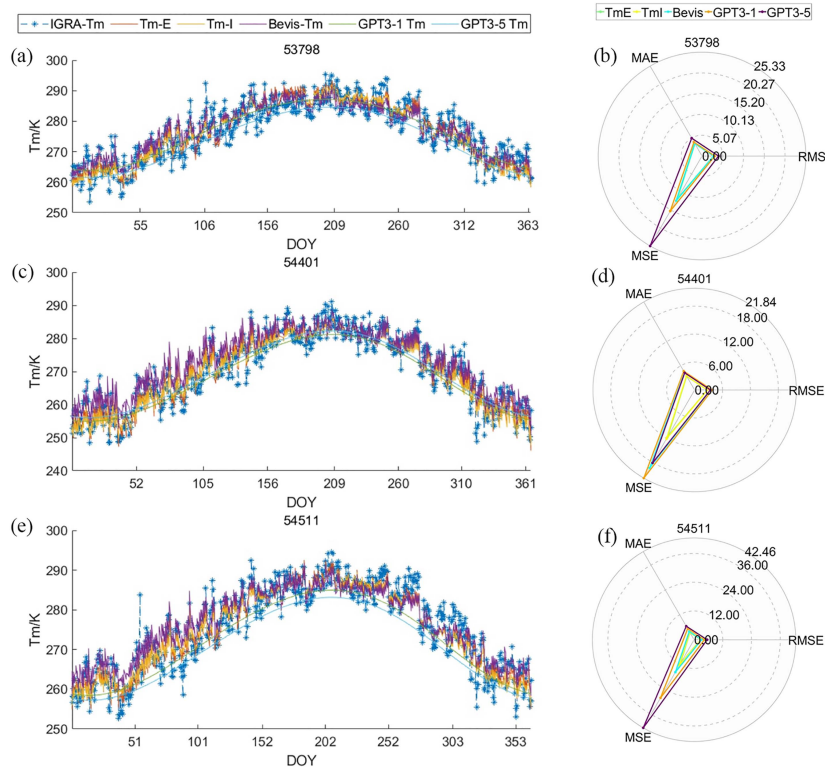 IGRA-Tm Tm-E Tm-I Bevis-Tm GPT3-1 Tm GPT3-5 Tm
TmE TmI Bevis GPT3-1 GPT3-5
(a)
53798
300
290
280
270
260
250
Tm/K
55 106 156 209 260 312 363
DOY
(b)
53798
MAE
25.33
20.27
15.20
10.13
5.07
0.00
RMS
MSE
(c)
54401
300
290
280
270
260
250
240
Tm/K
52 105 156 209 260 310 361
DOY
(d)
54401
MAE
21.84
18.00
12.00
6.00
0.00
RMSE
MSE
(e)
54511
300
290
280
270
260
250
Tm/K
51 101 152 202 252 303 353
DOY
(f)
54511
MAE
42.46
36.00
24.00
12.00
0.00
RMSE
MSE